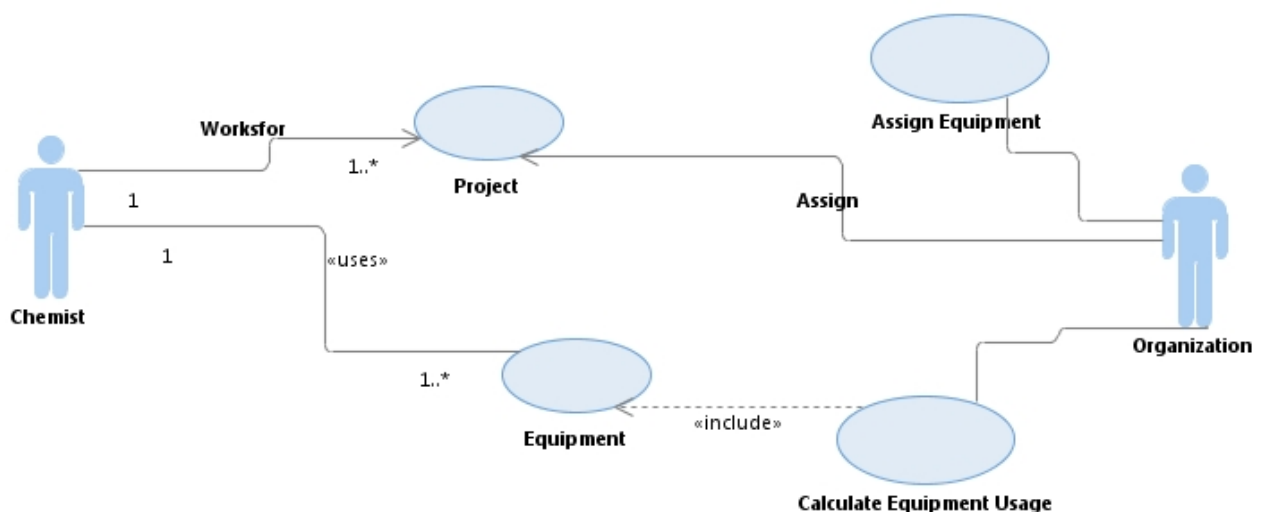 Assign Equipment
Worksfor
1..*
Project
1
Assign
1
«uses»
Chemist
Organization
1..*
Equipment
«include»
Calculate Equipment Usage